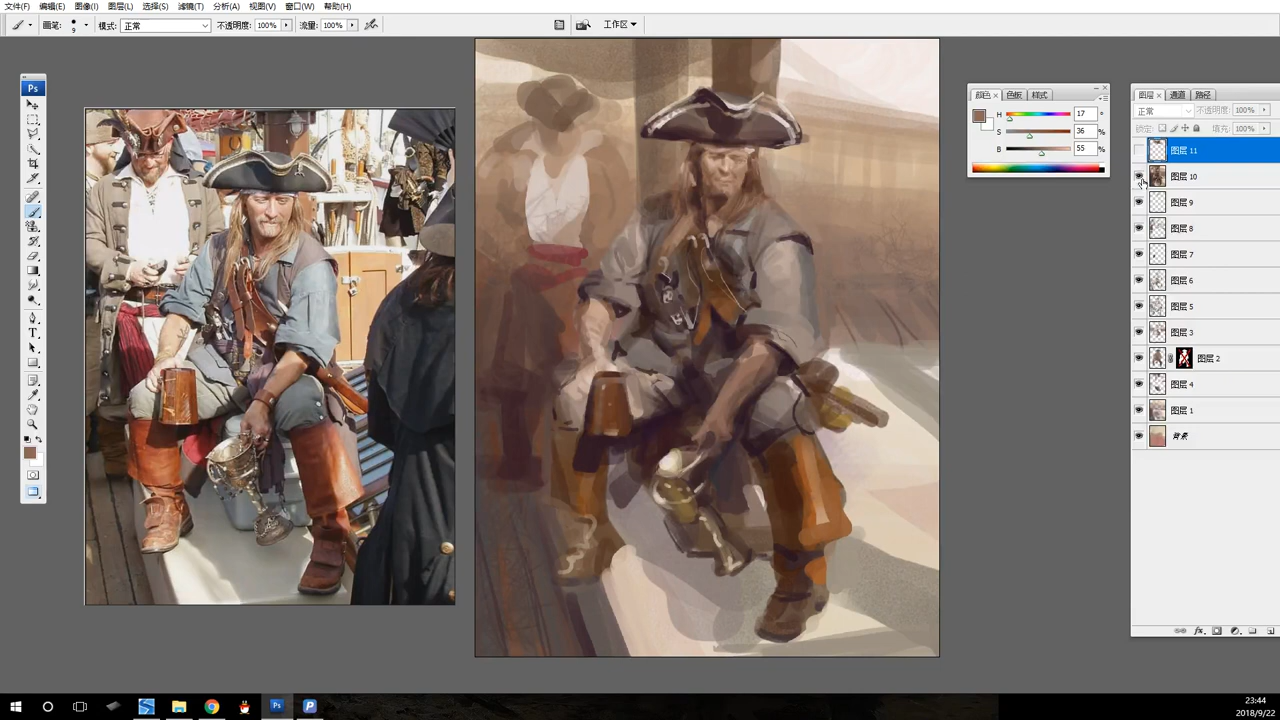 文件(F) 编辑(E) 图像(I) 图层(L) 选择(S) 滤镜(T) 分析(A) 视图(V) 窗口(W) 帮助(H)
画笔: 9 模式: 正常 不透明度: 100% 流量: 100% 工作区
Ps
T
颜色 × 色板 样式
H 17 °
S 36 %
B 55 %
图层 × 通道 路径
正常 不透明度: 100%
锁定: 填充: 100%
图层 11
图层 10
图层 9
图层 8
图层 7
图层 6
图层 5
图层 3
图层 2
图层 4
图层 1
背景
fx
Ps
P
23:44
2018/9/22